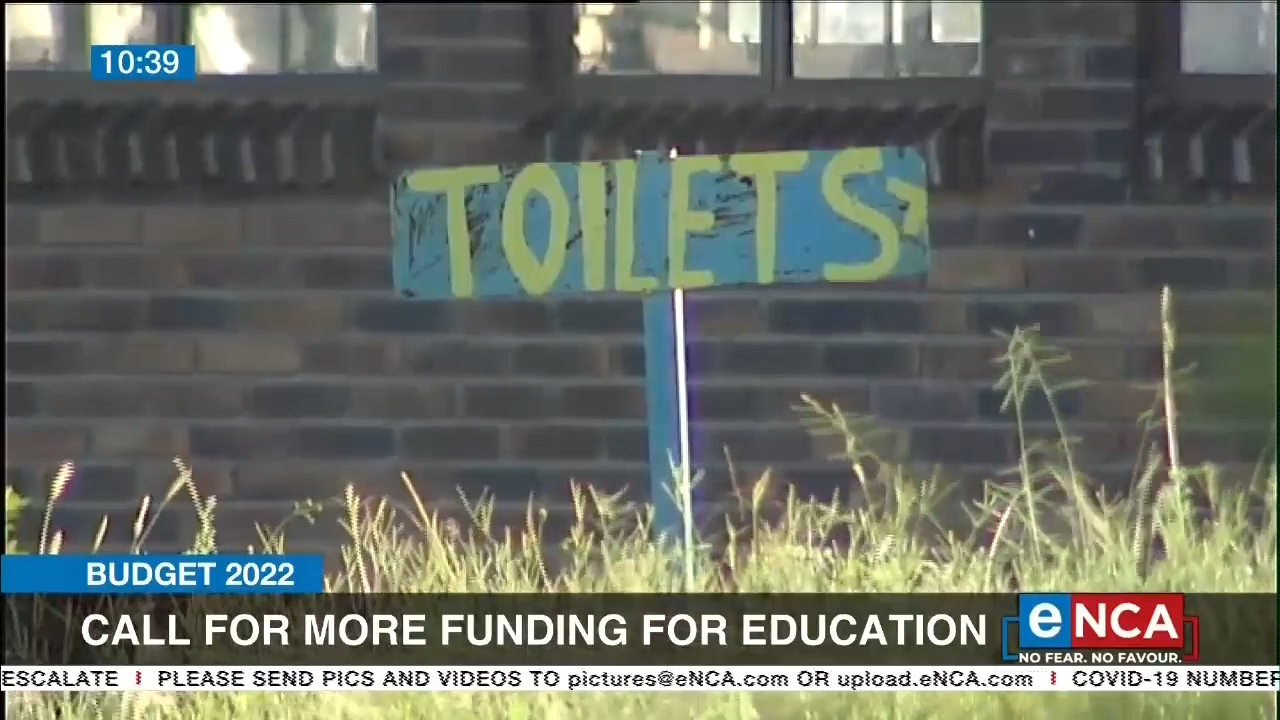 10:39
TOILETS
BUDGET 2022
CALL FOR MORE FUNDING FOR EDUCATION
eNCA
NO FEAR. NO FAVOUR.
ESCALATE PLEASE SEND PICS AND VIDEOS TO pictures@eNCA.com OR upload.eNCA.com COVID-19 NUMBER